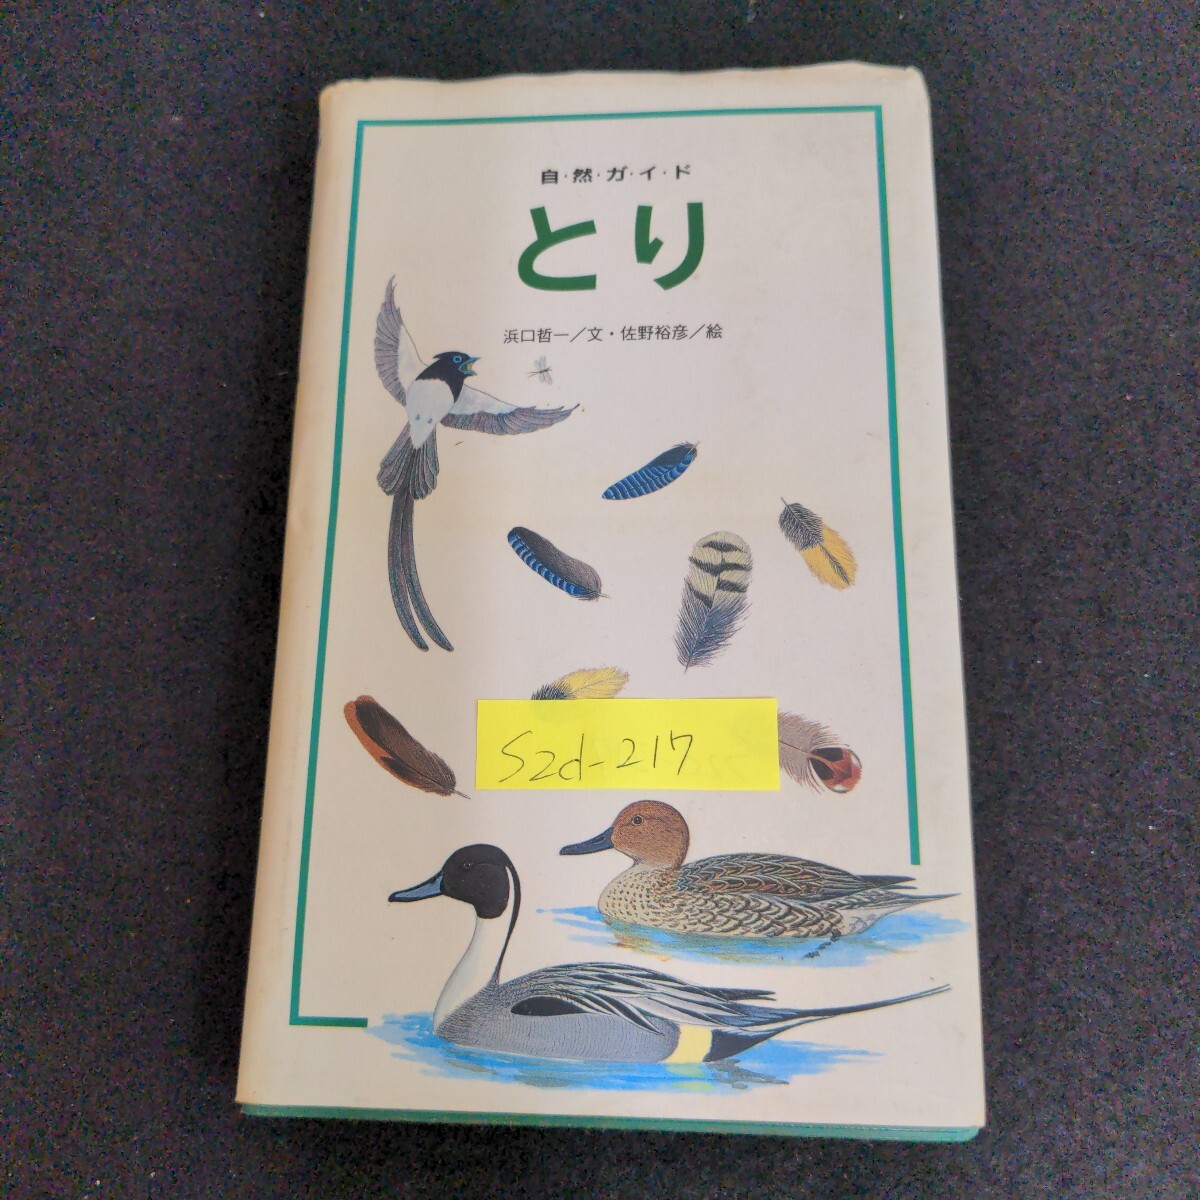 自・然・ガ・イ・ド
とり
浜口哲一／文・佐野裕彦／絵
S2d-217